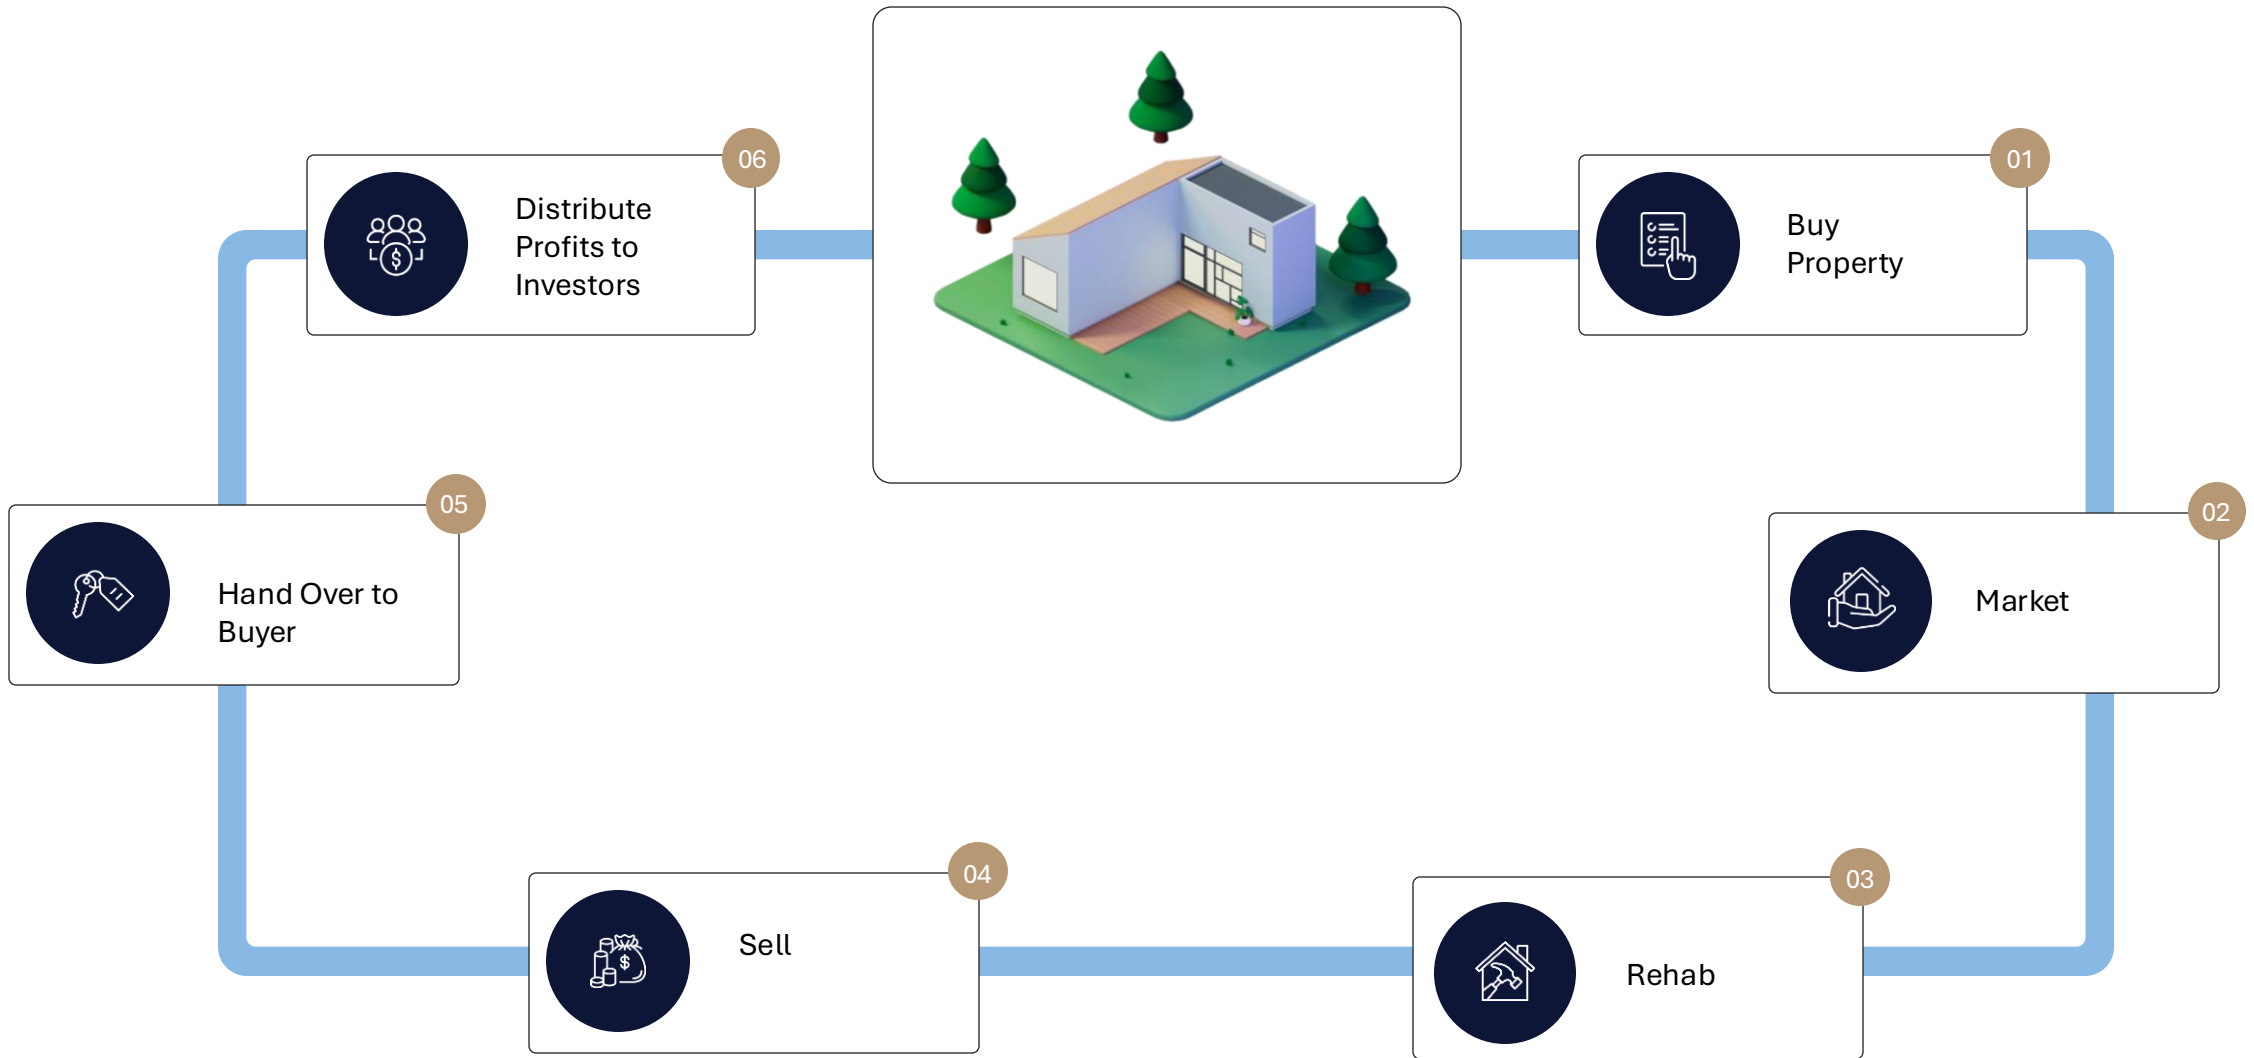 01
Buy
Property
02
Market
03
Rehab
04
Sell
05
Hand Over to
Buyer
06
Distribute
Profits to
Investors